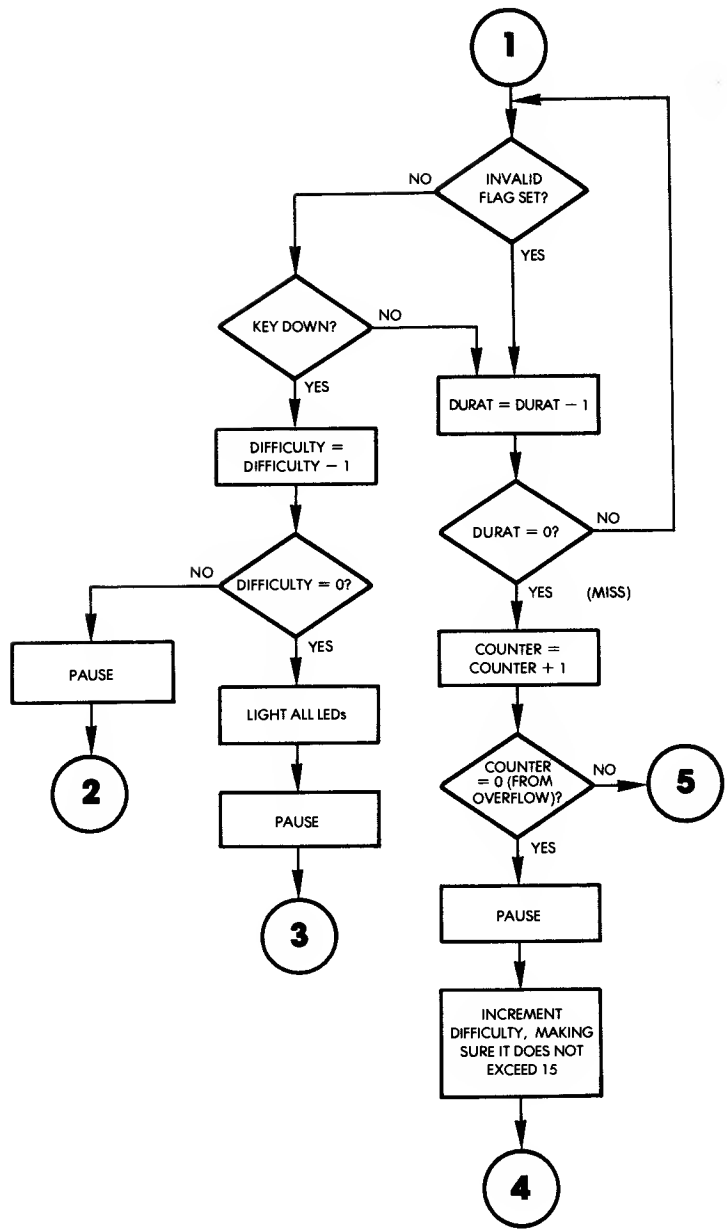 1
INVALID
FLAG SET?
NO
YES
KEY DOWN?
NO
YES
DURAT = DURAT − 1
DIFFICULTY =
DIFFICULTY − 1
DURAT = 0?
NO
YES
(MISS)
DIFFICULTY = 0?
NO
YES
COUNTER =
COUNTER + 1
PAUSE
LIGHT ALL LEDs
COUNTER
= 0 (FROM
OVERFLOW)?
NO
5
YES
2
PAUSE
3
PAUSE
INCREMENT
DIFFICULTY, MAKING
SURE IT DOES NOT
EXCEED 15
4